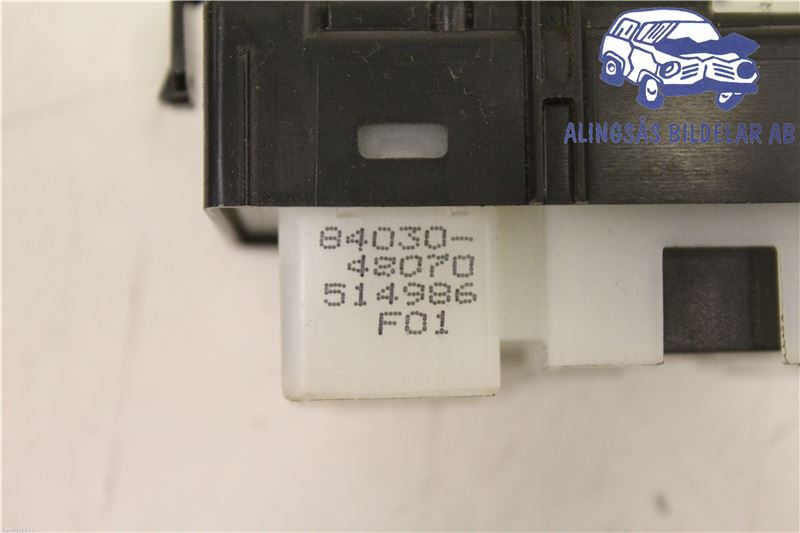 ALINGSÅS BILDELAR AB
84030-
48070
514986
F01